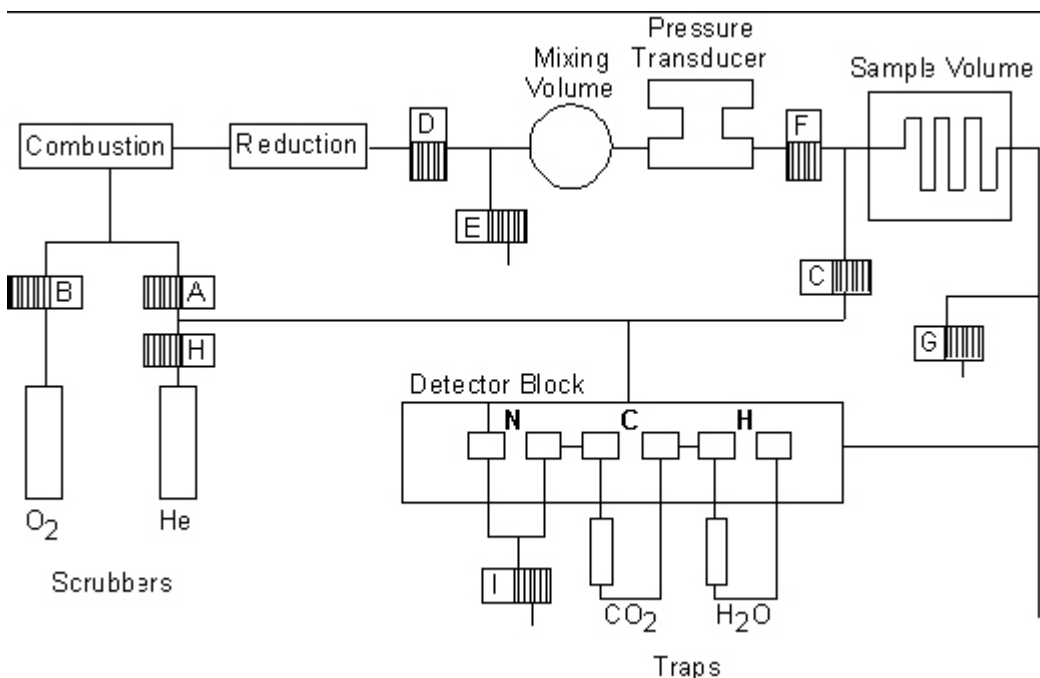 Pressure
Transducer
Mixing
Volume
Sample Volume
D
F
Combustion
Reduction
E
B
A
C
H
G
Detector Block
N C H
O2
He
Scrubbers
I
CO2
H2O
Traps